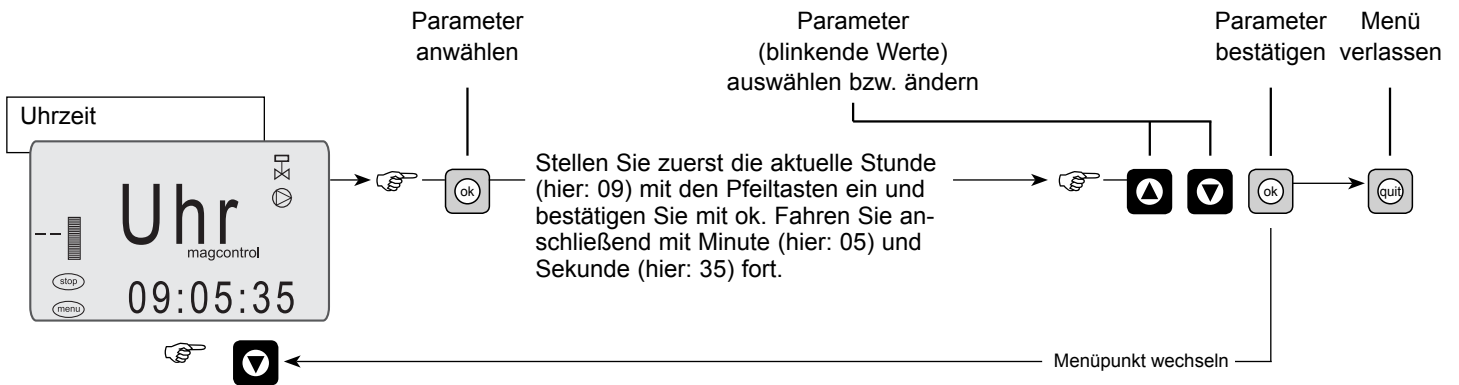 Parameter
anwählen
Parameter
(blinkende Werte)
auswählen bzw. ändern
Parameter
bestätigen
Menü
verlassen
Uhrzeit
Uhr
magcontrol
stop
menu
09:05:35
ok
Stellen Sie zuerst die aktuelle Stunde
(hier: 09) mit den Pfeiltasten ein und
bestätigen Sie mit ok. Fahren Sie an-
schließend mit Minute (hier: 05) und
Sekunde (hier: 35) fort.
ok
quit
Menüpunkt wechseln